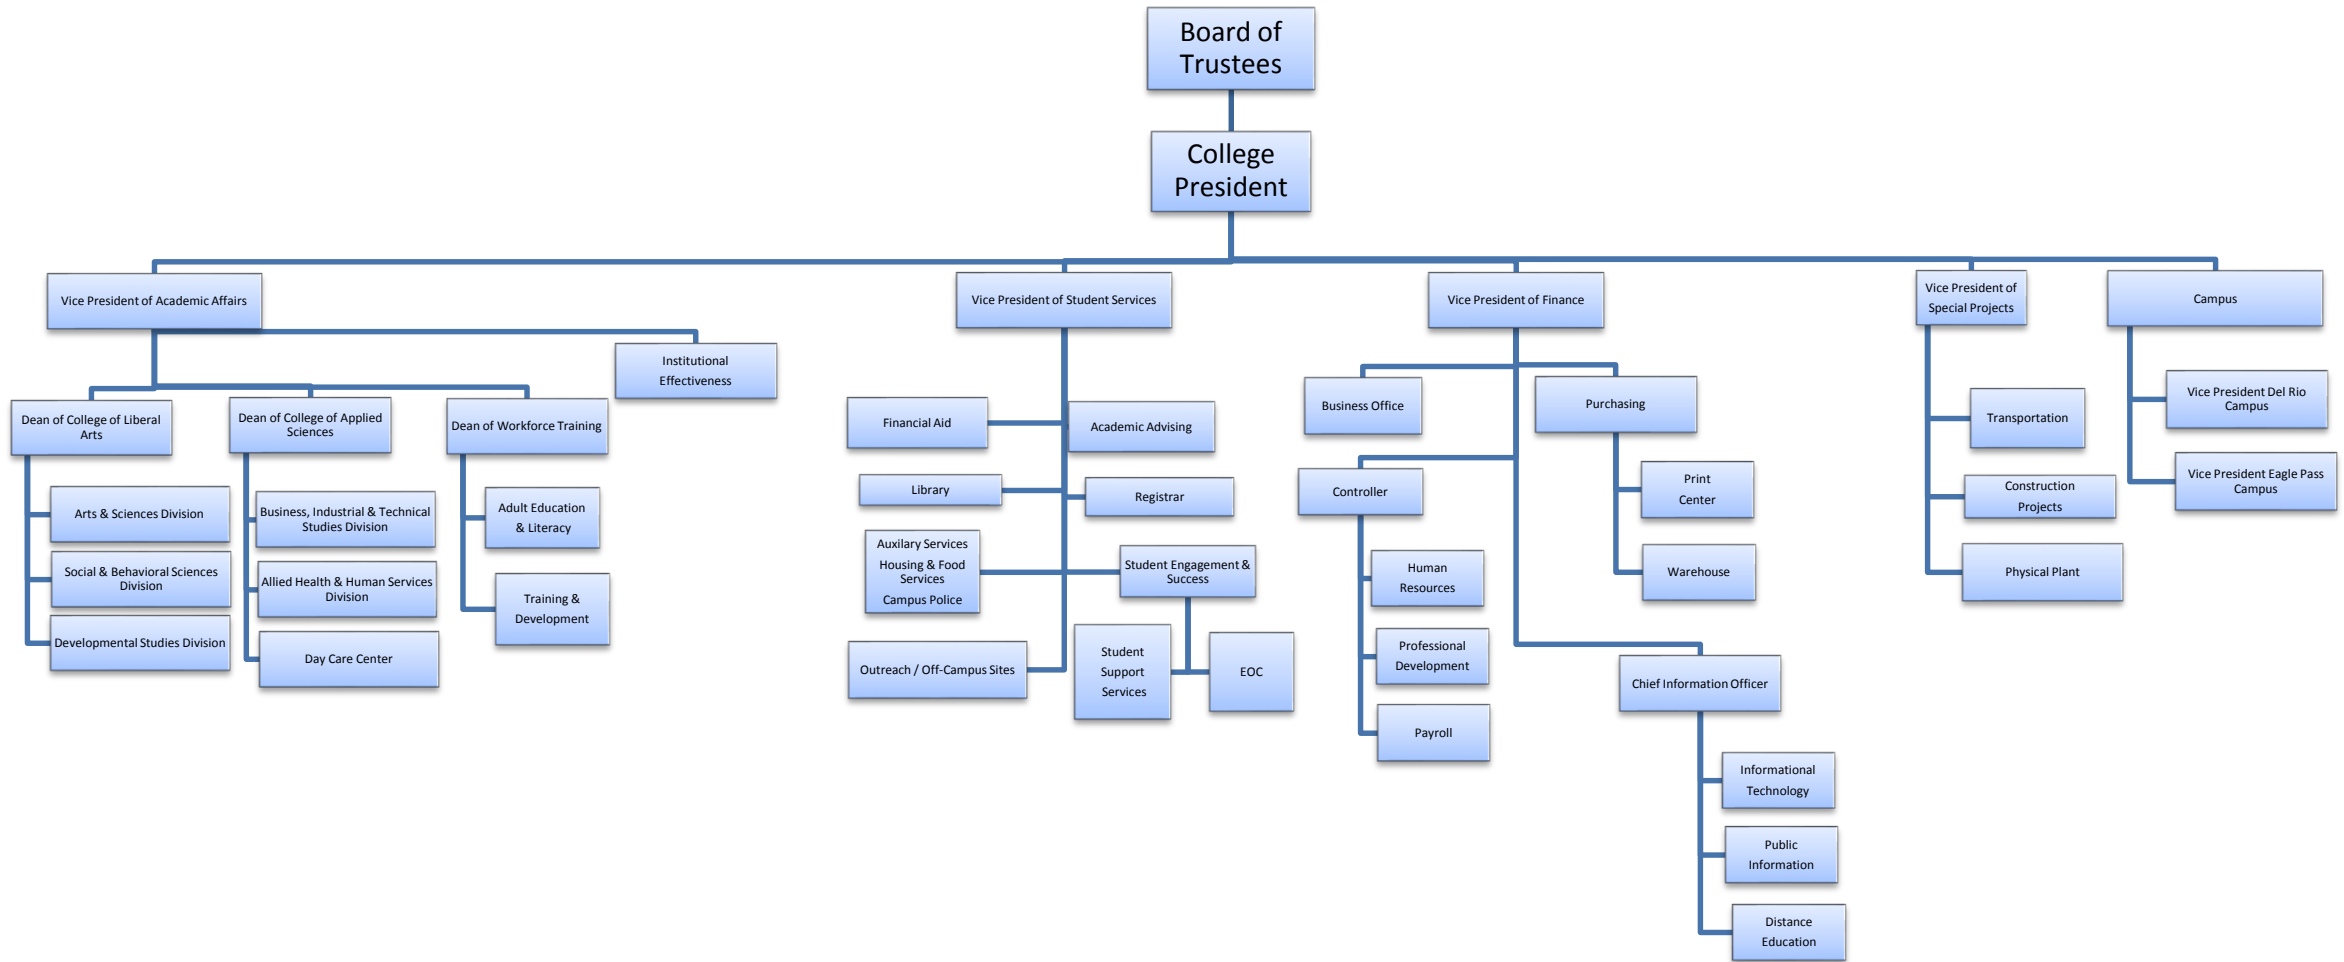 Board of
Trustees
College
President
Vice President of Academic Affairs
Vice President of Student Services
Vice President of Finance
Vice President of
Special Projects
Campus
Institutional
Effectiveness
Dean of College of Liberal
Arts
Dean of College of Applied
Sciences
Dean of Workforce Training
Arts & Sciences Division
Social & Behavioral Sciences
Division
Developmental Studies Division
Business, Industrial & Technical
Studies Division
Allied Health & Human Services
Division
Day Care Center
Adult Education
& Literacy
Training &
Development
Financial Aid
Academic Advising
Library
Registrar
Auxilary Services
Housing & Food
Services
Campus Police
Student Engagement &
Success
Outreach / Off-Campus Sites
Student
Support
Services
EOC
Business Office
Purchasing
Controller
Print
Center
Warehouse
Human
Resources
Professional
Development
Payroll
Chief Information Officer
Informational
Technology
Public
Information
Distance
Education
Transportation
Construction
Projects
Physical Plant
Vice President Del Rio
Campus
Vice President Eagle Pass
Campus